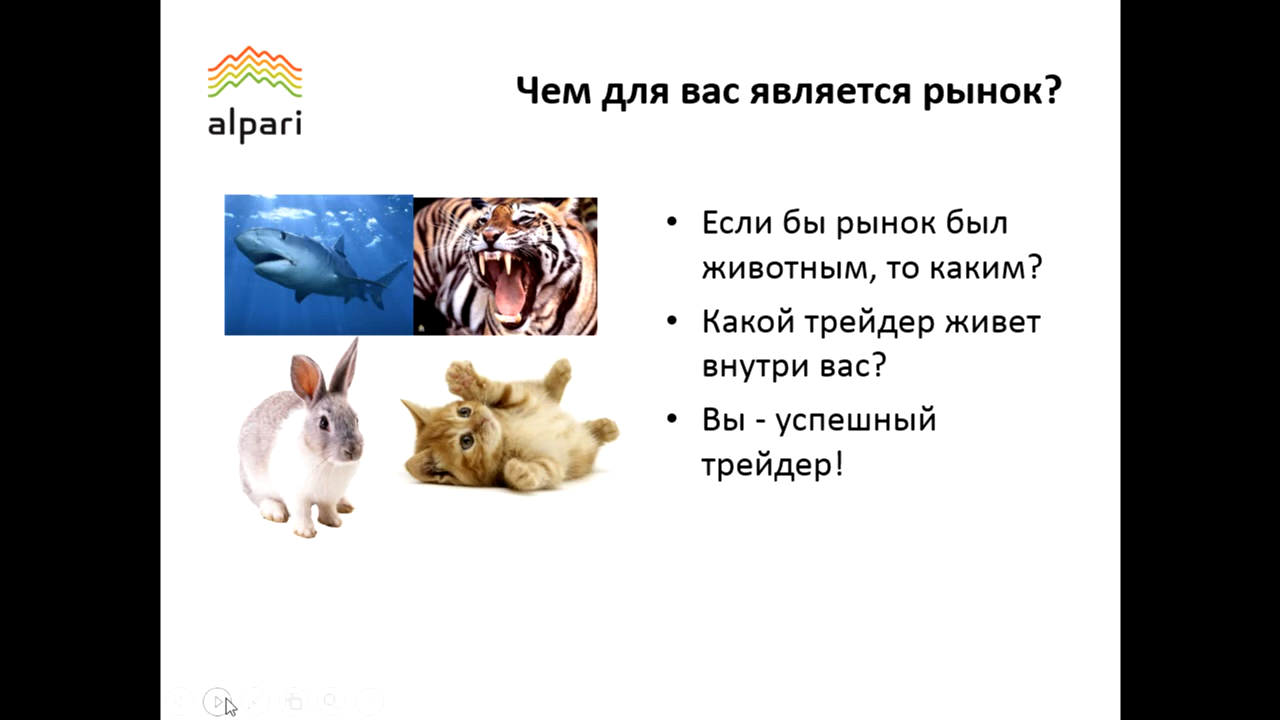 alpari
Чем для вас является рынок?
• Если бы рынок был
животным, то каким?
• Какой трейдер живет
внутри вас?
• Вы - успешный
трейдер!